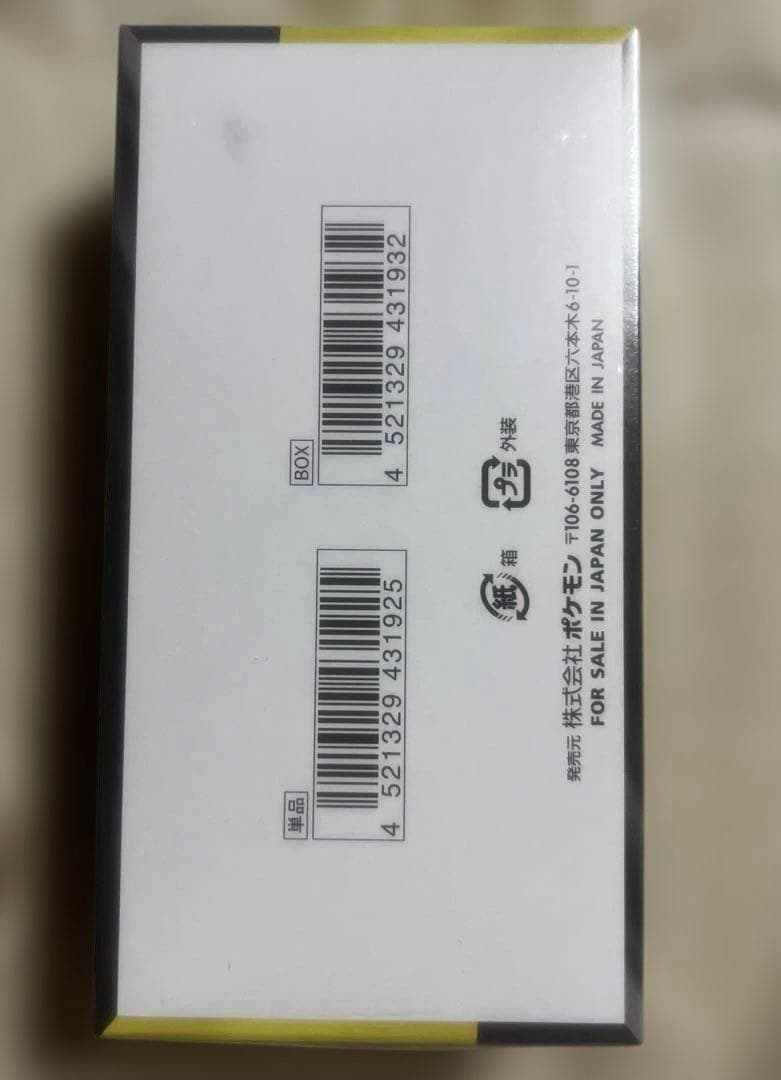 単品
4 521329 431925
BOX
4 521329 431932
紙 箱
プラ 外装
発売元 株式会社 ポケモン 〒106-6108 東京都港区六本木6-10-1
FOR SALE IN JAPAN ONLY MADE IN JAPAN